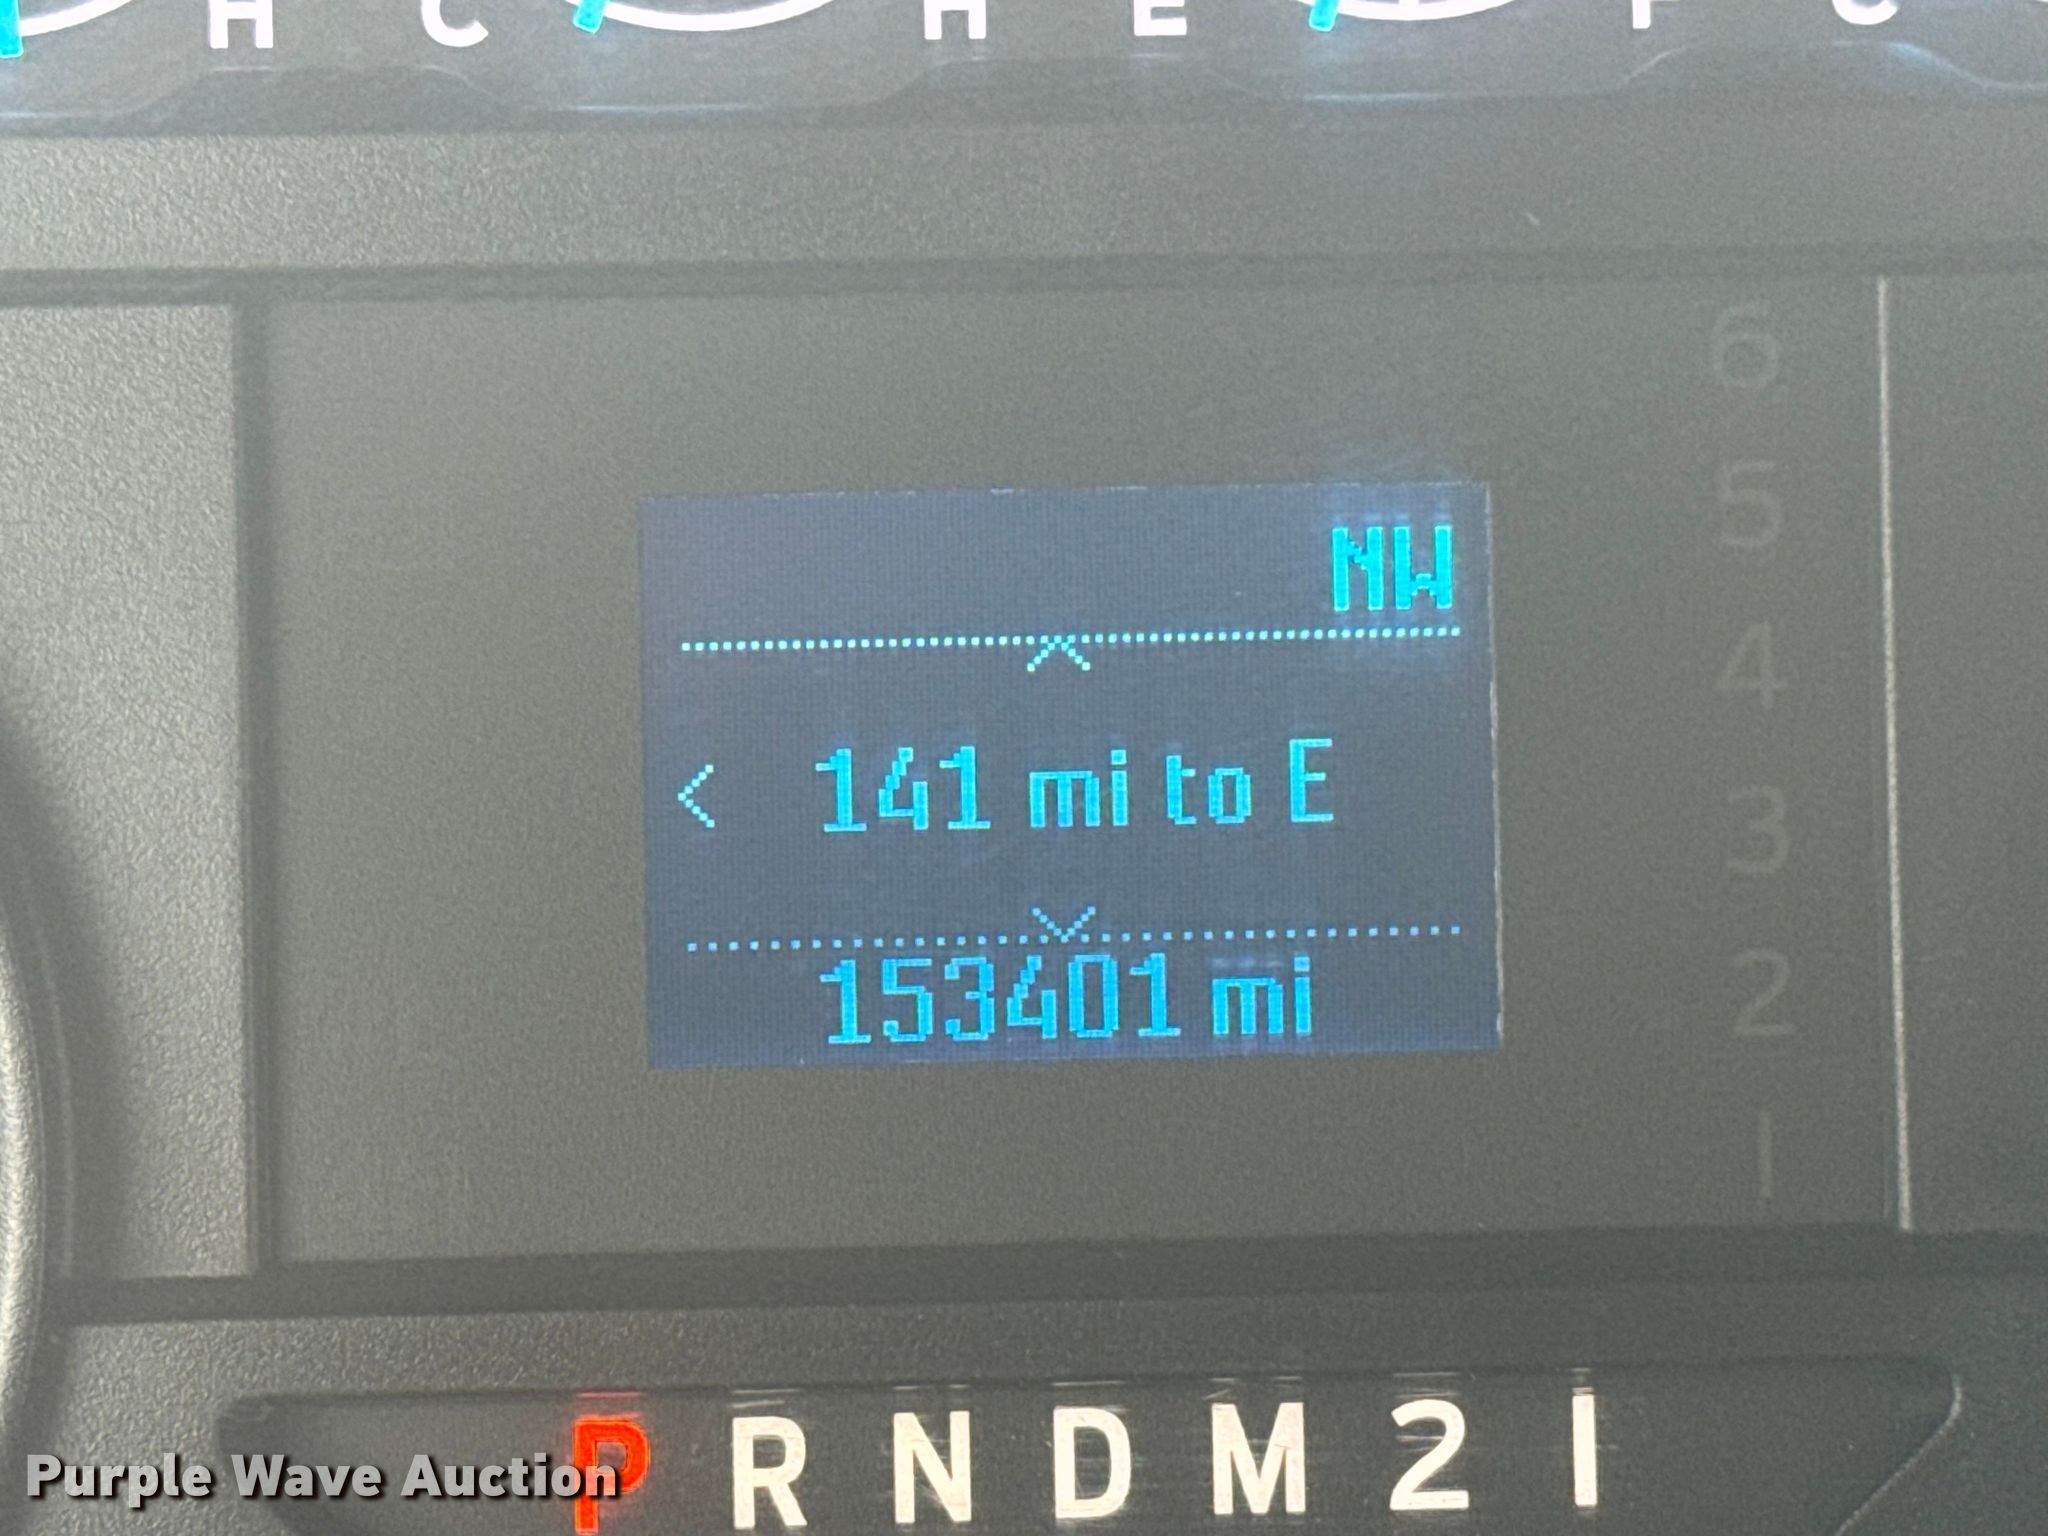 H C H E F C
6
5
4
3
2
1
NW
< 141 mi to E
153401 mi
P R N D M 2 1
Purple Wave Auction